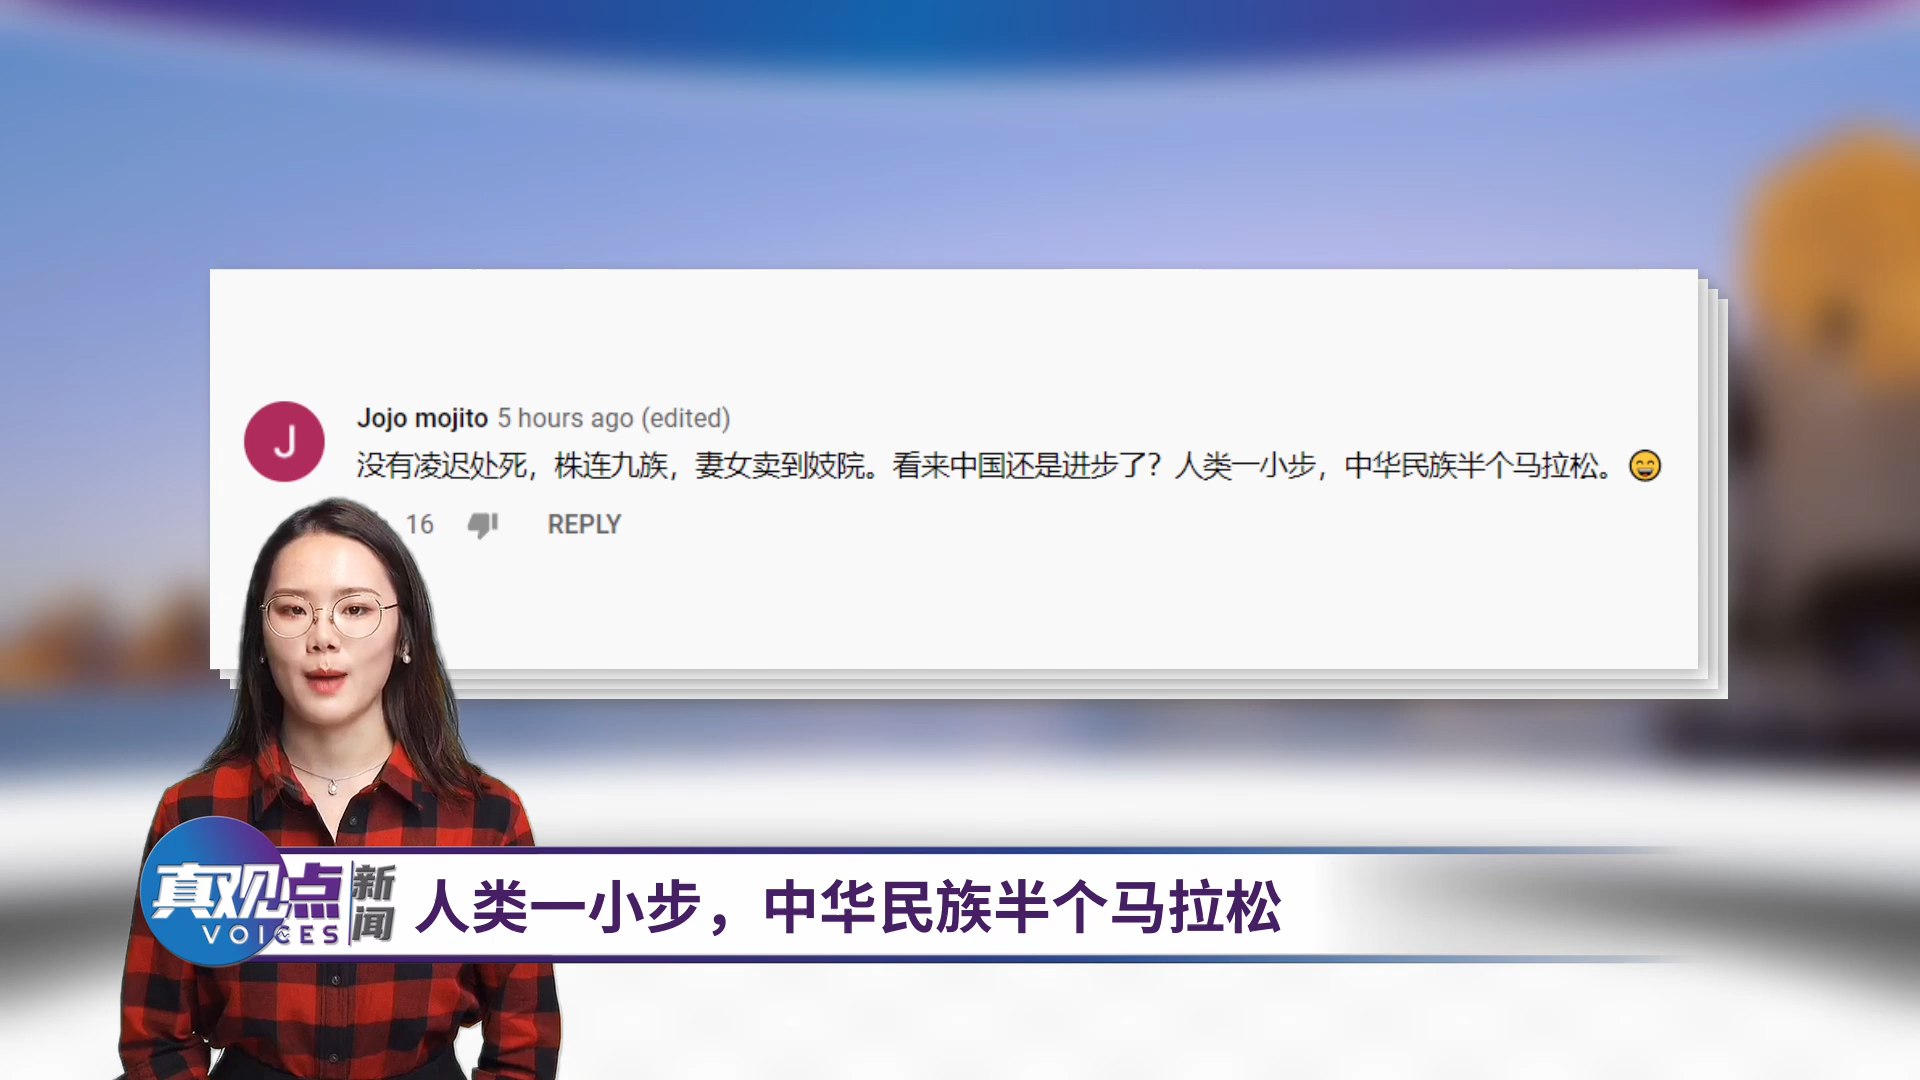 J
Jojo mojito 5 hours ago (edited)
没有凌迟处死，株连九族，妻女卖到妓院。看来中国还是进步了？人类一小步，中华民族半个马拉松。😄
16 REPLY
真观点 新闻
VOICES
人类一小步，中华民族半个马拉松